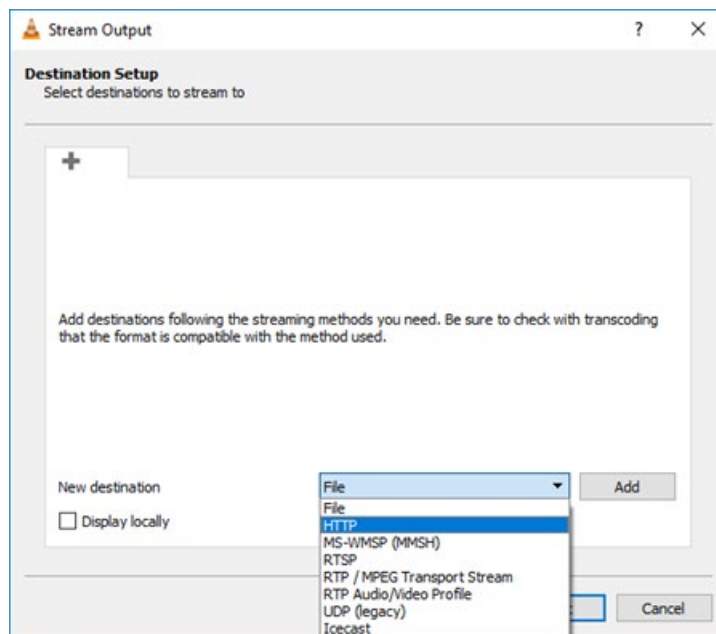 Stream Output
Destination Setup
Select destinations to stream to
Add destinations following the streaming methods you need. Be sure to check with transcoding
that the format is compatible with the method used.
New destination
File
Add
Display locally
File
HTTP
MS-WMSP (MMSH)
RTSP
RTP / MPEG Transport Stream
RTP Audio/Video Profile
UDP (legacy)
Icecast
Cancel